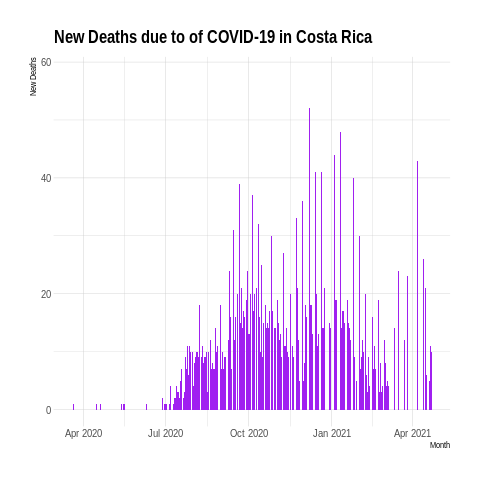 New Deaths due to of COVID-19 in Costa Rica
New Deaths
60
40
20
0
Apr 2020 Jul 2020 Oct 2020 Jan 2021 Apr 2021
Month